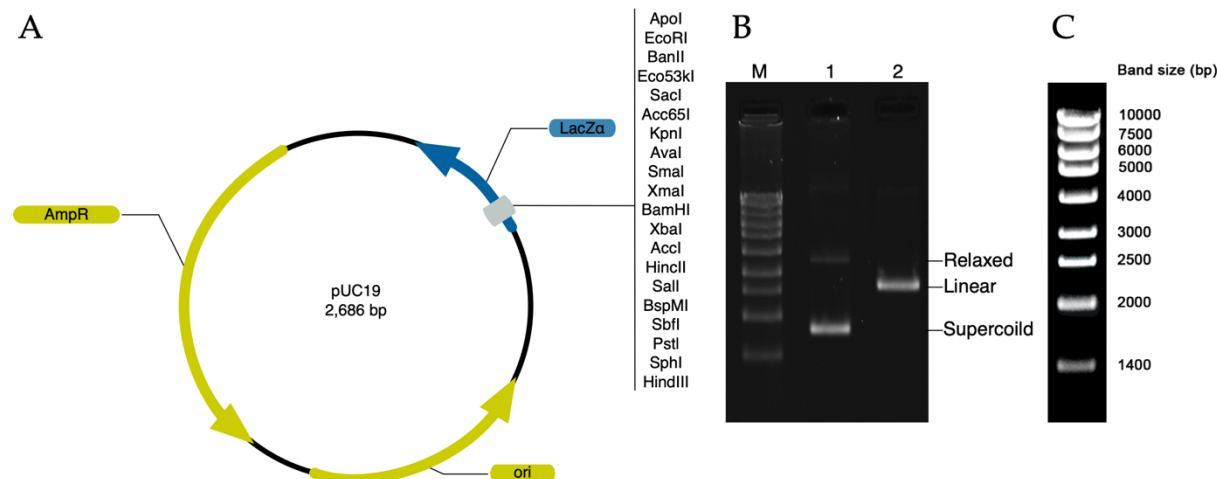 A
LacZα
AmpR
pUC19
2,686 bp
ori
ApoI
EcoRI
BanII
Eco53kI
SacI
Acc65I
KpnI
AvaI
SmaI
XmaI
BamHI
XbaI
AccI
HincII
SalI
BspMI
SbfI
PstI
SphI
HindIII
B
M 1 2
Relaxed
Linear
Supercoild
C
Band size (bp)
10000
7500
6000
5000
4000
3000
2500
2000
1400